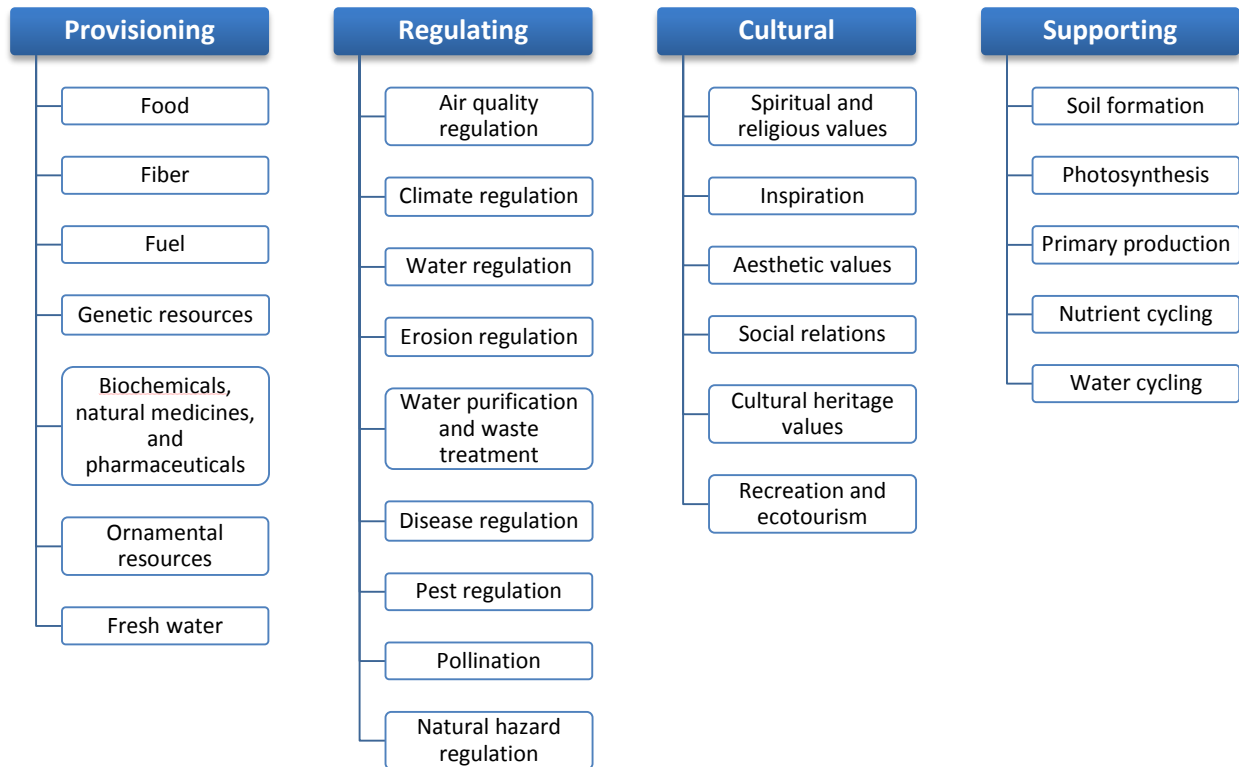 Provisioning
Food
Fiber
Fuel
Genetic resources
Biochemicals,
natural medicines,
and
pharmaceuticals
Ornamental
resources
Fresh water
Regulating
Air quality
regulation
Climate regulation
Water regulation
Erosion regulation
Water purification
and waste
treatment
Disease regulation
Pest regulation
Pollination
Natural hazard
regulation
Cultural
Spiritual and
religious values
Inspiration
Aesthetic values
Social relations
Cultural heritage
values
Recreation and
ecotourism
Supporting
Soil formation
Photosynthesis
Primary production
Nutrient cycling
Water cycling